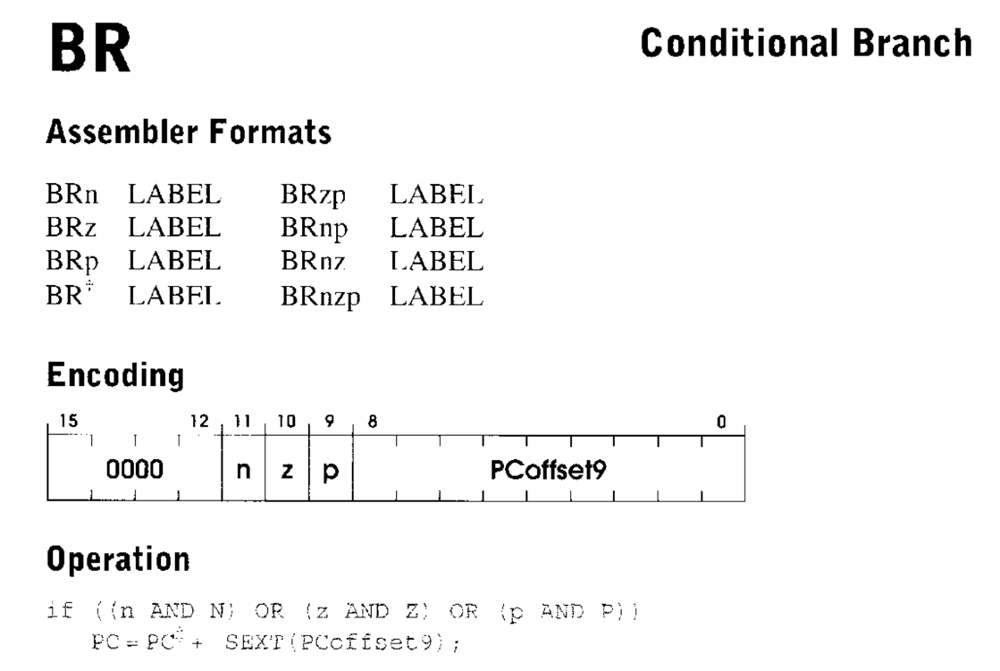 BR Conditional Branch
Assembler Formats
BRn LABEL BRzp LABEL
BRz LABEL BRnp LABEL
BRp LABEL BRnz LABEL
BR‡ LABEL BRnzp LABEL
Encoding
15 12 11 10 9 8 0
0000 n z p PCoffset9
Operation
if ((n AND N) OR (z AND Z) OR (p AND P))
PC = PC‡ + SEXT(PCoffset9);